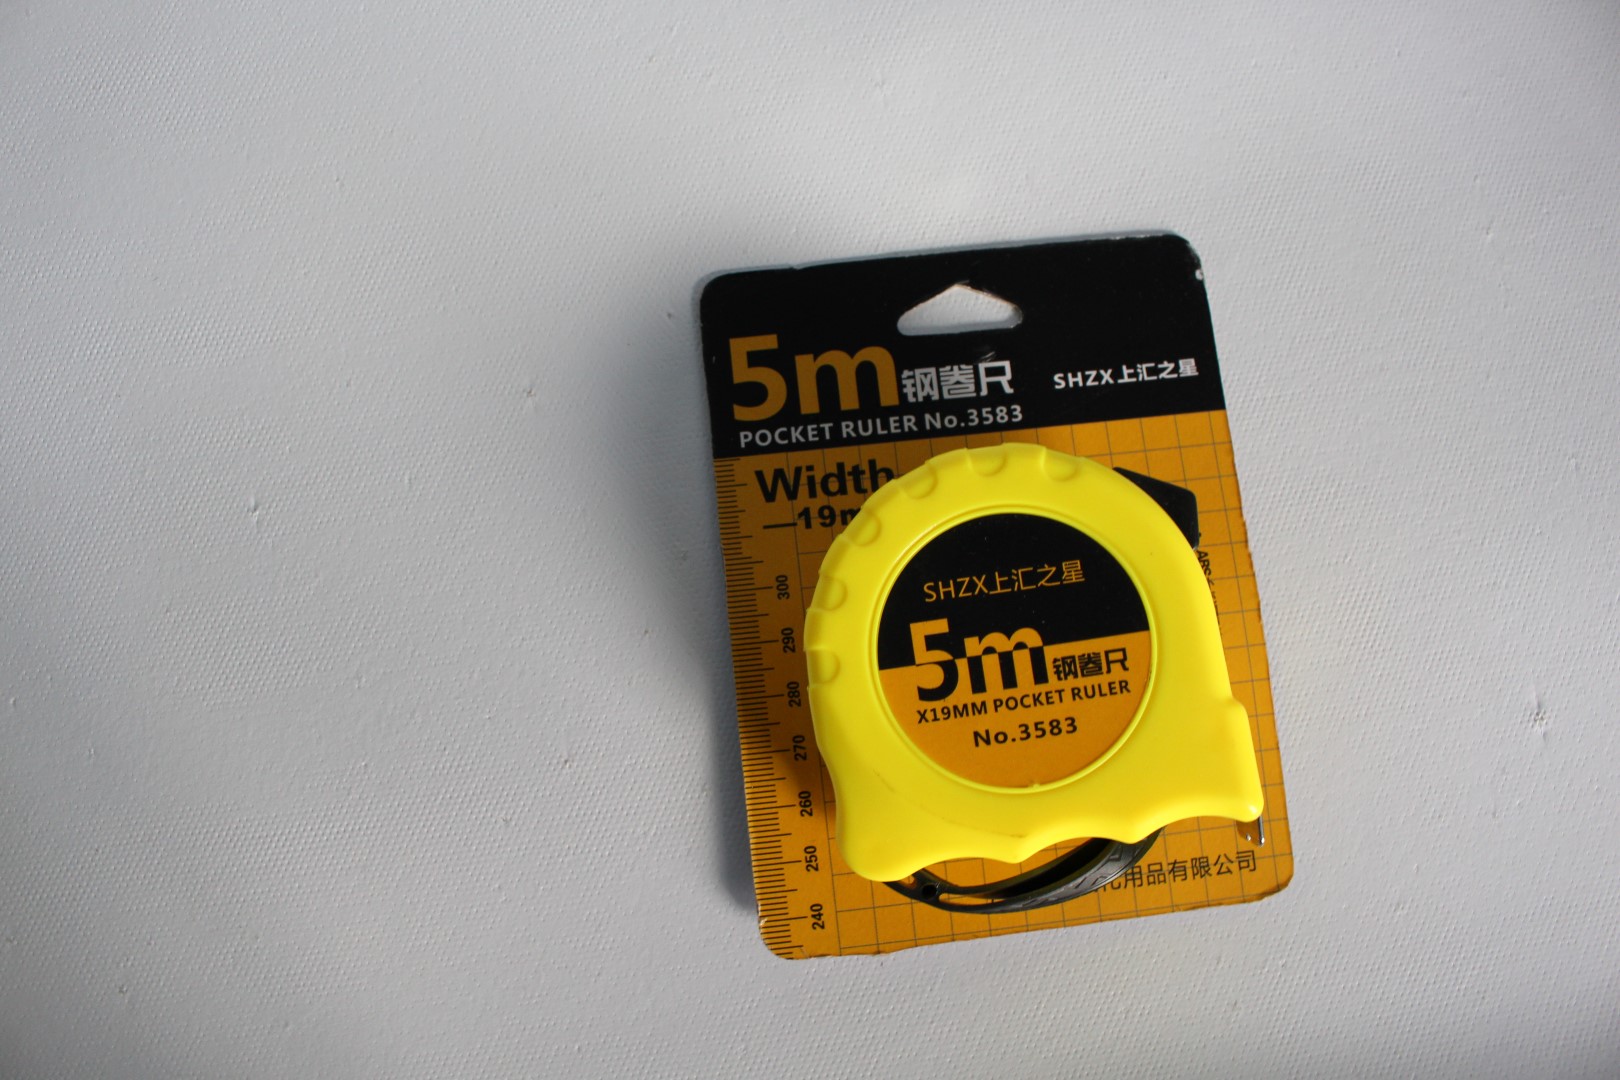 5m钢卷尺
SHZX上汇之星
POCKET RULER No.3583
Width
19m
300
290
280
270
260
250
240
SHZX上汇之星
5m钢卷尺
X19MM POCKET RULER
No.3583
ABS
用品有限公司